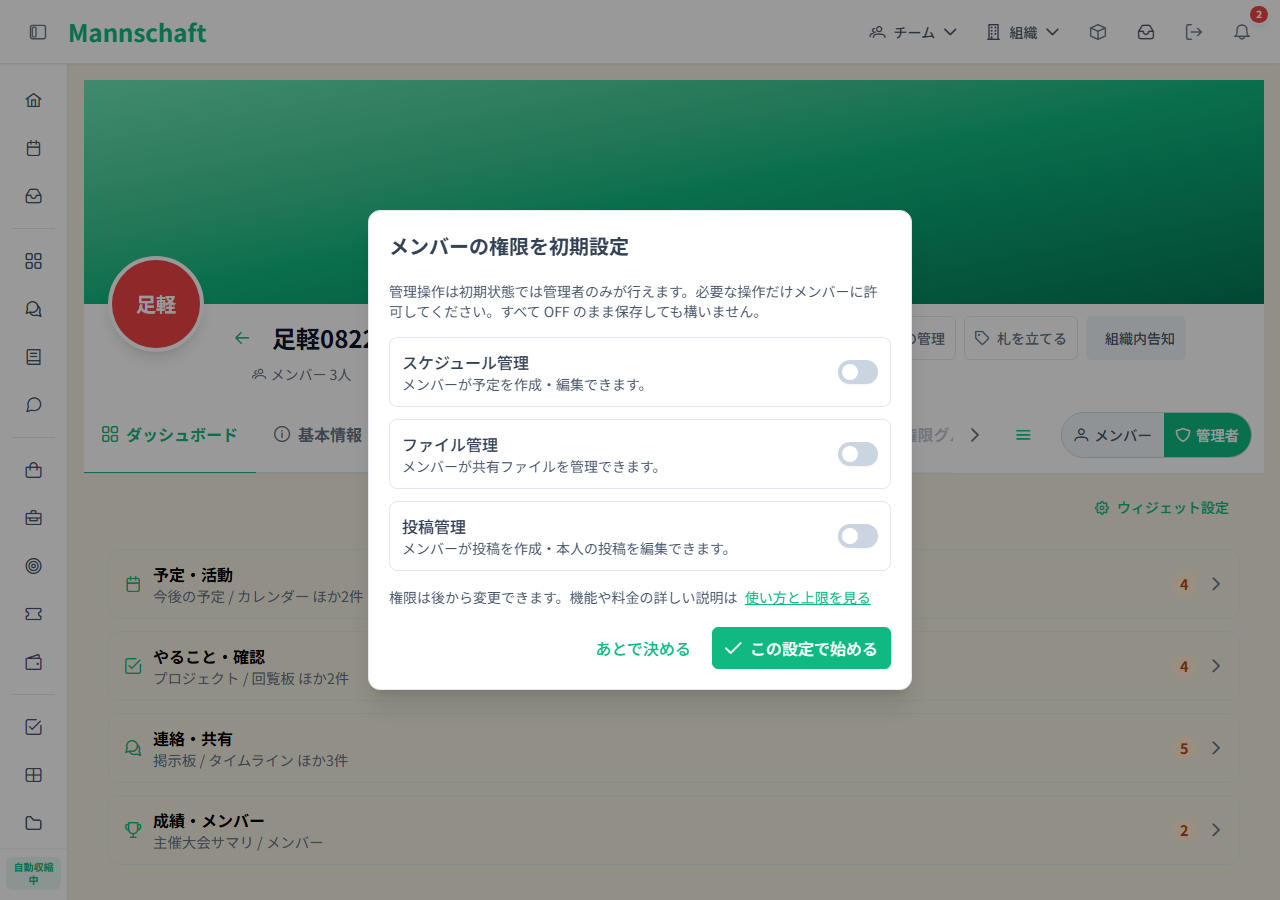 Mannschaft
チーム
組織
2
足軽
足軽0822
の管理
札を立てる
組織内告知
メンバー 3人
ダッシュボード
基本情報
メンバー
管理者
ウィジェット設定
メンバーの権限を初期設定
管理操作は初期状態では管理者のみが行えます。必要な操作だけメンバーに許
可してください。すべて OFF のまま保存しても構いません。
スケジュール管理
メンバーが予定を作成・編集できます。
ファイル管理
メンバーが共有ファイルを管理できます。
投稿管理
メンバーが投稿を作成・本人の投稿を編集できます。
権限は後から変更できます。機能や料金の詳しい説明は 使い方と上限を見る
あとで決める
この設定で始める
予定・活動
今後の予定 / カレンダー ほか2件
4
やること・確認
プロジェクト / 回覧板 ほか2件
4
連絡・共有
掲示板 / タイムライン ほか3件
5
成績・メンバー
主催大会サマリ / メンバー
2
自動収縮
中